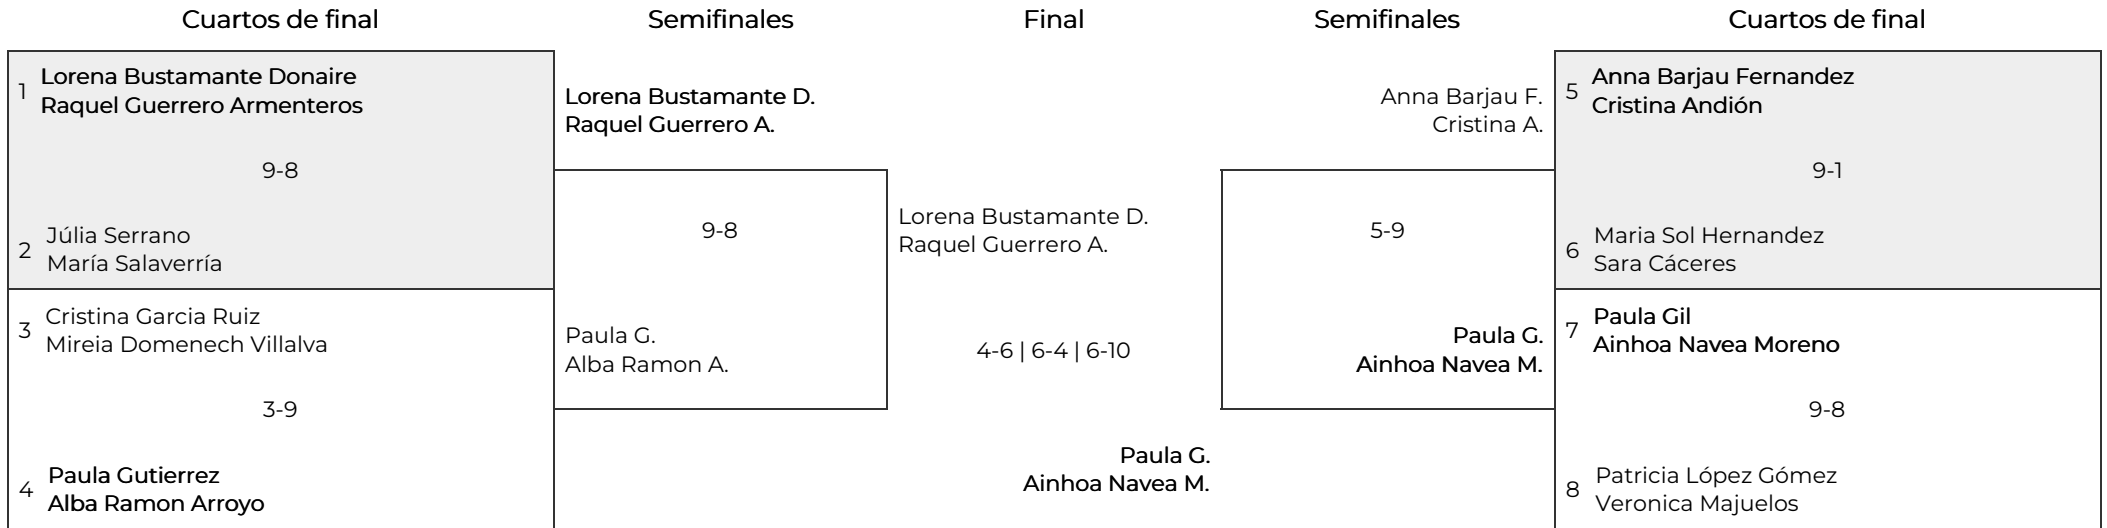 Cuartos de final
Semifinales
Final
Semifinales
Cuartos de final
1
Lorena Bustamante Donaire
Raquel Guerrero Armenteros
9-8
2
Júlia Serrano
María Salaverría
3
Cristina Garcia Ruiz
Mireia Domenech Villalva
3-9
4
Paula Gutierrez
Alba Ramon Arroyo
Lorena Bustamante D.
Raquel Guerrero A.
9-8
Paula G.
Alba Ramon A.
Lorena Bustamante D.
Raquel Guerrero A.
4-6 | 6-4 | 6-10
Paula G.
Ainhoa Navea M.
Anna Barjau F.
Cristina A.
5-9
Paula G.
Ainhoa Navea M.
5
Anna Barjau Fernandez
Cristina Andión
9-1
6
Maria Sol Hernandez
Sara Cáceres
7
Paula Gil
Ainhoa Navea Moreno
9-8
8
Patricia López Gómez
Veronica Majuelos